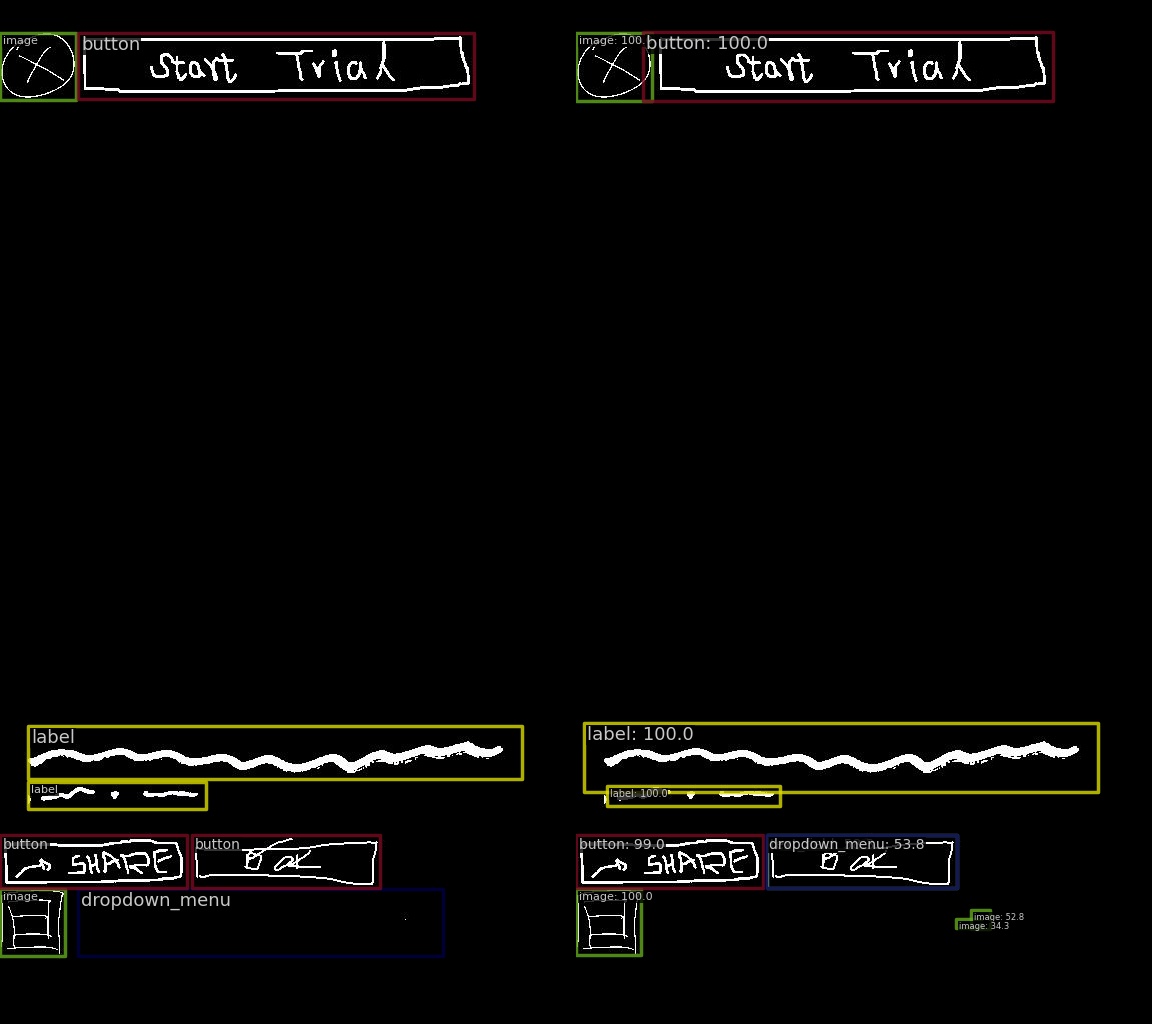 image button image: 100. button: 100.0
Start Trial Start Trial
label label: 100.0
label label: 100.0
button button button: 99.0 dropdown_menu: 53.8
SHARE OK SHARE OK
image dropdown_menu image: 100.0
image: 52.8
image: 34.3